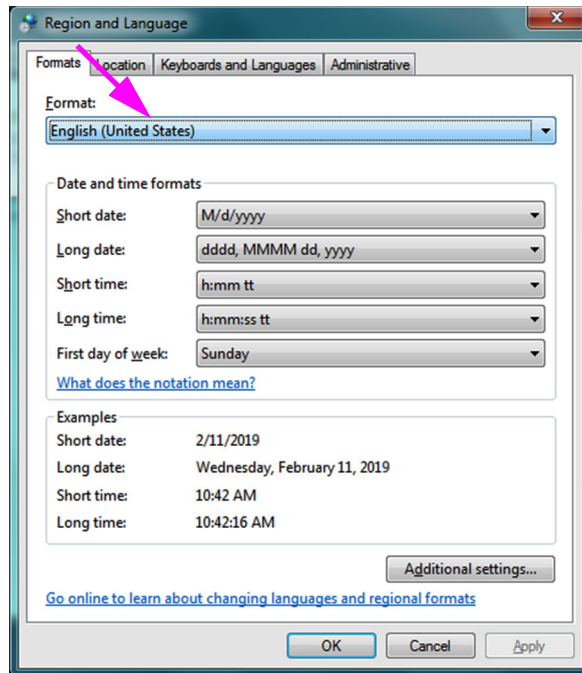 Region and Language
Formats Location Keyboards and Languages Administrative
Format:
English (United States)
Date and time formats
Short date: M/d/yyyy
Long date: dddd, MMMM dd, yyyy
Short time: h:mm tt
Long time: h:mm:ss tt
First day of week: Sunday
What does the notation mean?
Examples
Short date: 2/11/2019
Long date: Wednesday, February 11, 2019
Short time: 10:42 AM
Long time: 10:42:16 AM
Additional settings...
Go online to learn about changing languages and regional formats
OK Cancel Apply